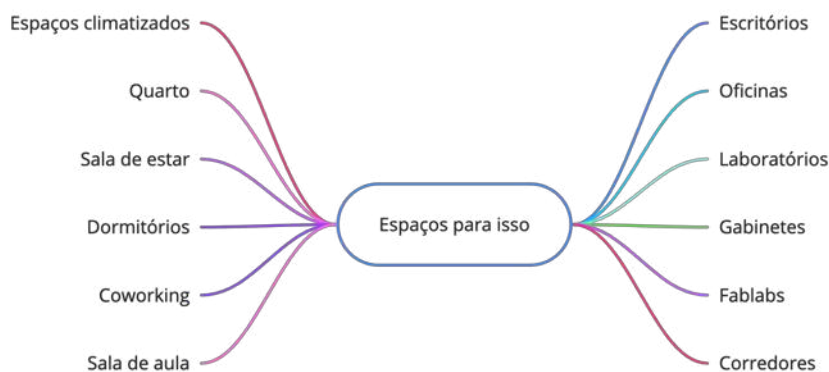 Espaços climatizados
Quarto
Sala de estar
Dormitórios
Coworking
Sala de aula
Espaços para isso
Escritórios
Oficinas
Laboratórios
Gabinetes
Fablabs
Corredores